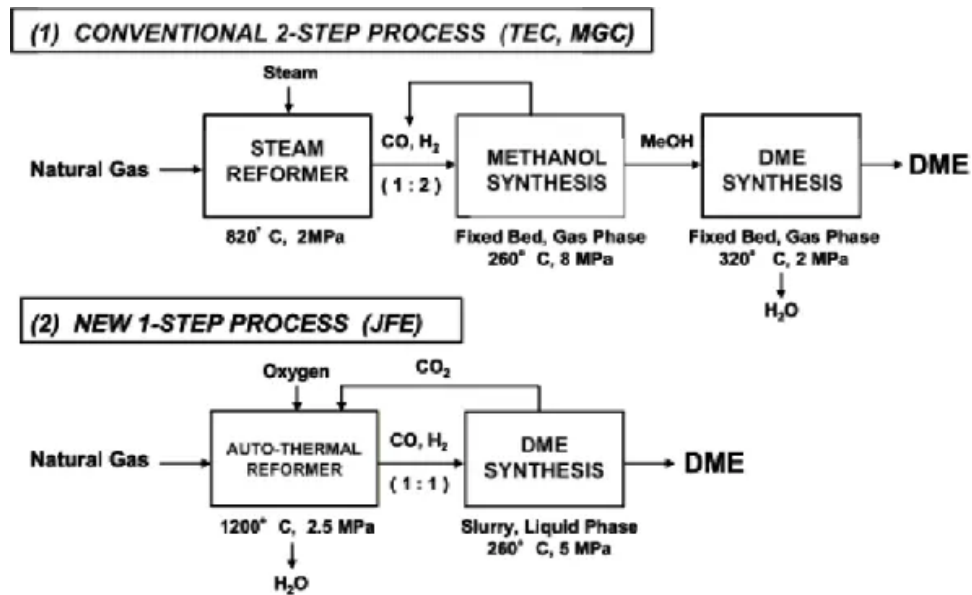 (1) CONVENTIONAL 2-STEP PROCESS (TEC, MGC)
Steam
Natural Gas
STEAM
REFORMER
820° C, 2MPa
CO, H₂
(1 : 2)
METHANOL
SYNTHESIS
Fixed Bed, Gas Phase
260° C, 8 MPa
MeOH
DME
SYNTHESIS
Fixed Bed, Gas Phase
320° C, 2 MPa
H₂O
DME
(2) NEW 1-STEP PROCESS (JFE)
Oxygen
CO₂
Natural Gas
AUTO-THERMAL
REFORMER
1200° C, 2.5 MPa
H₂O
CO, H₂
(1 : 1)
DME
SYNTHESIS
Slurry, Liquid Phase
260° C, 5 MPa
DME